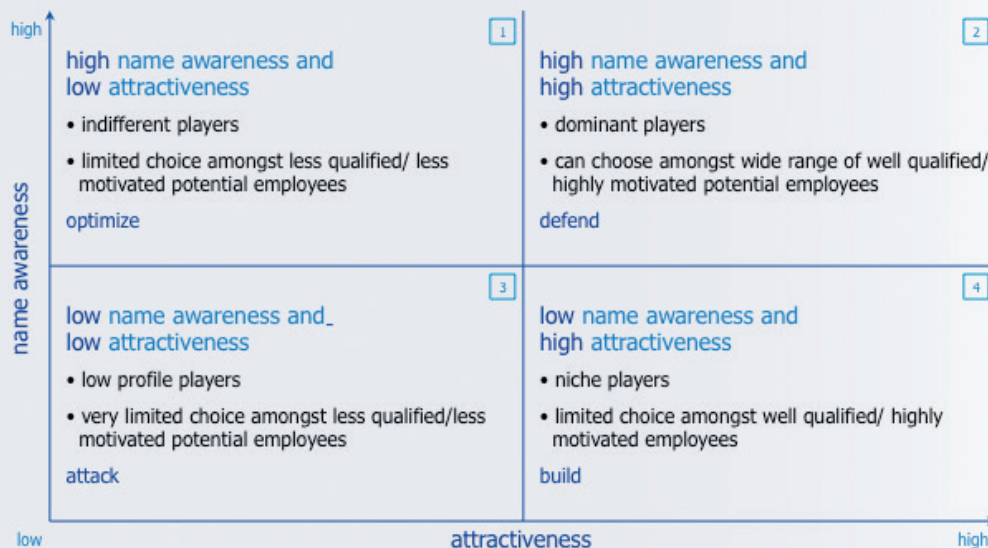 high
1
high name awareness and
low attractiveness
• indifferent players
• limited choice amongst less qualified/ less
motivated potential employees
optimize
2
high name awareness and
high attractiveness
• dominant players
• can choose amongst wide range of well qualified/
highly motivated potential employees
defend
name awareness
3
low name awareness and_
low attractiveness
• low profile players
• very limited choice amongst less qualified/less
motivated potential employees
attack
4
low name awareness and
high attractiveness
• niche players
• limited choice amongst well qualified/ highly
motivated employees
build
low
attractiveness
high